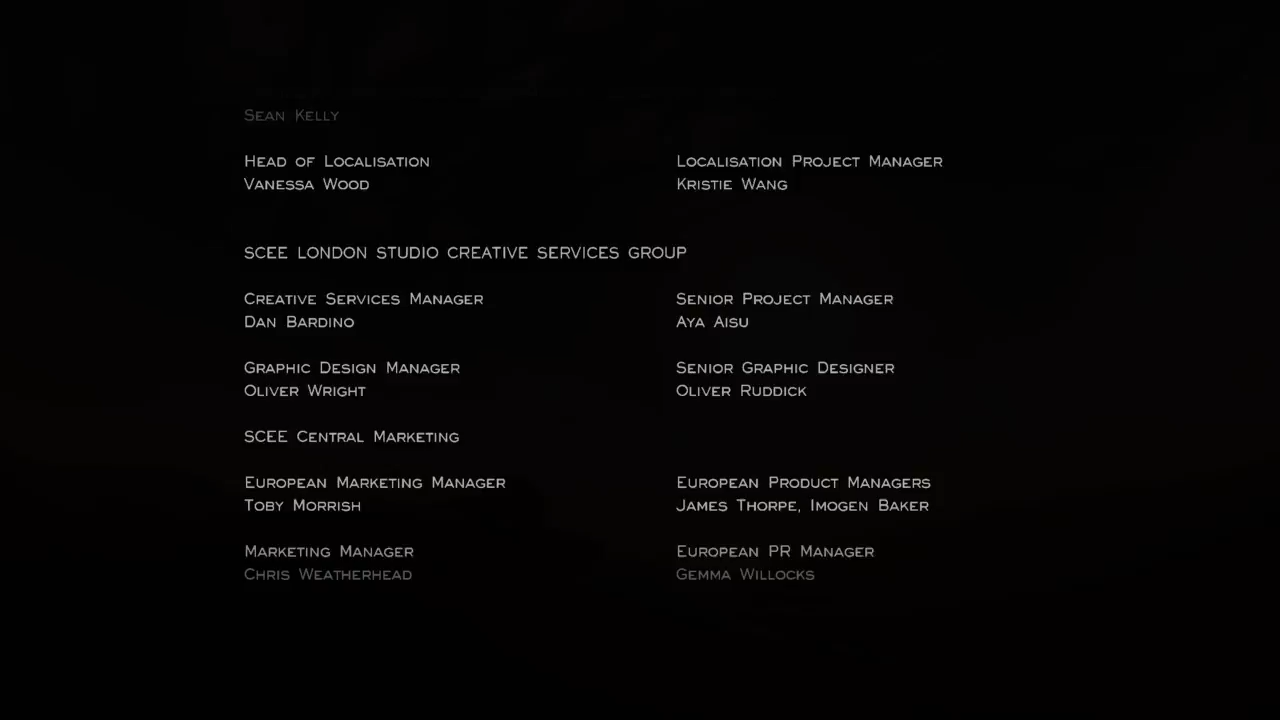 Sean Kelly
Head of Localisation
Vanessa Wood
Localisation Project Manager
Kristie Wang
SCEE LONDON STUDIO CREATIVE SERVICES GROUP
Creative Services Manager
Dan Bardino
Senior Project Manager
Aya Aisu
Graphic Design Manager
Oliver Wright
Senior Graphic Designer
Oliver Ruddick
SCEE Central Marketing
European Marketing Manager
Toby Morrish
European Product Managers
James Thorpe, Imogen Baker
Marketing Manager
Chris Weatherhead
European PR Manager
Gemma Willocks